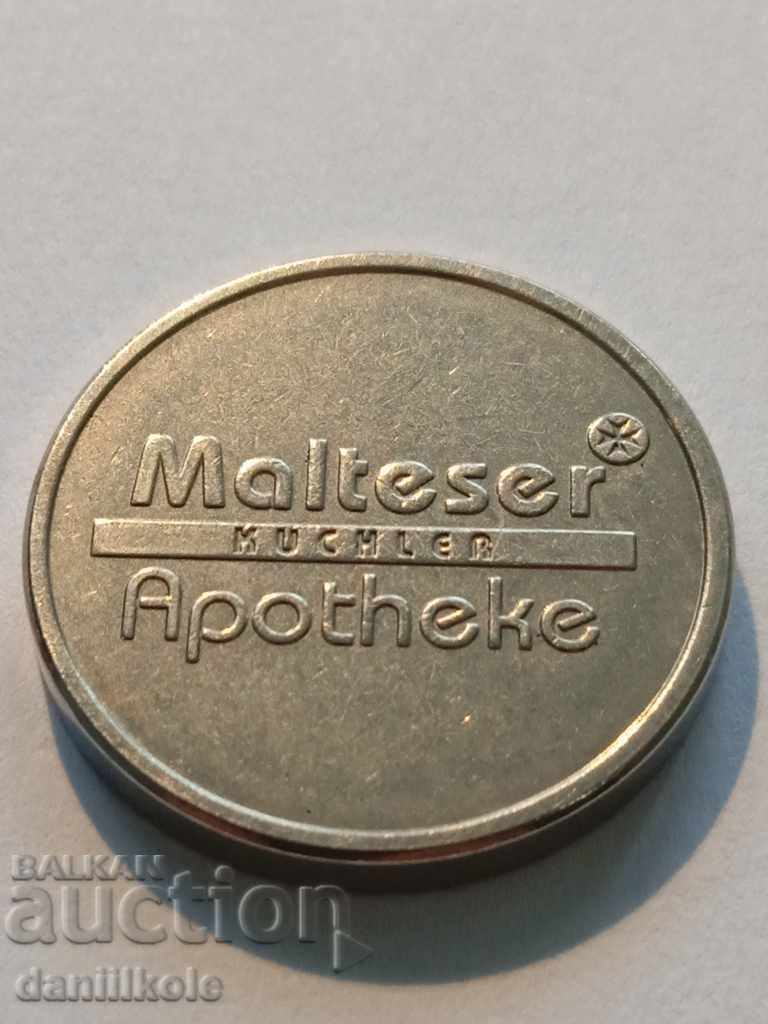 Malteser
KUCHLER
Apotheke
BALKAN
auction
daniilkole